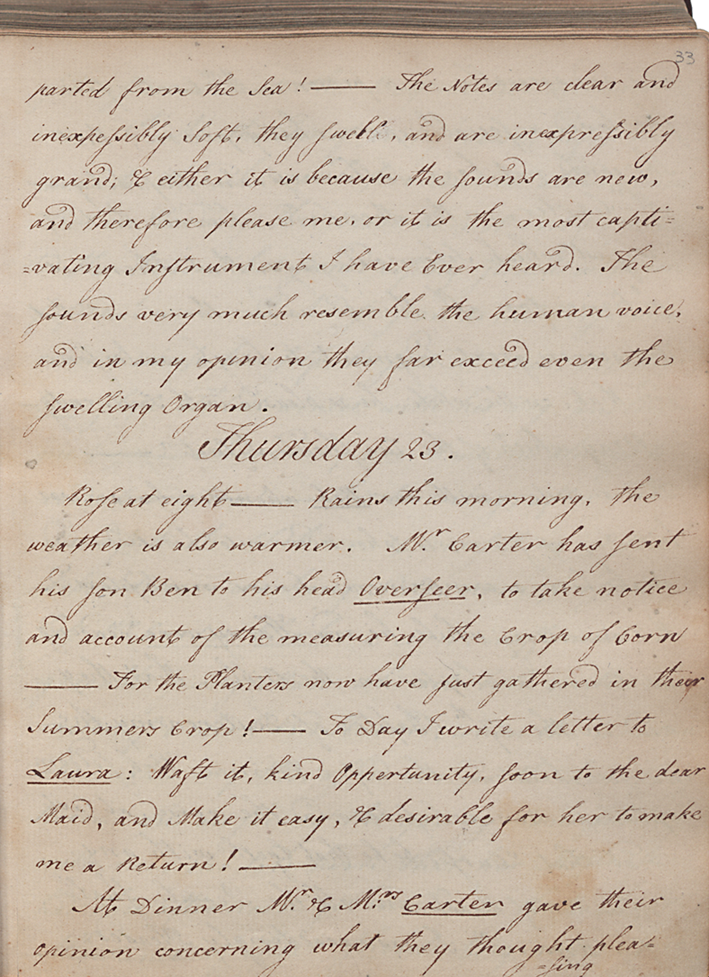 33
parted from the Sea! —— The Notes are clear and
inexpeſsibly Soft, they ſwell, and are inexpreſsibly
grand; & either it is because the ſounds are new,
and therefore please me, or it is the most capti=
=vating Inſtrument I have Ever heard. The
ſounds very much resemble the human voice,
and in my opinion they far exceed even the
ſwelling Organ.
Thursday 23.
Roſe at eight —— Rains this morning, the
weather is also warmer. Mr. Carter has ſent
his ſon Ben to his head Overſeer, to take notice
and account of the measuring the Crop of Corn
—— For the Planters now have just gathered in their
Summers Crop! —— To Day I write a letter to
Laura: Waft it, kind Oppertunity, ſoon to the dear
Maid, and Make it easy, & desirable for her to make
me a Return! ——
At Dinner Mr. & Mrs. Carter gave their
opinion concerning what they thought plea=
=sing